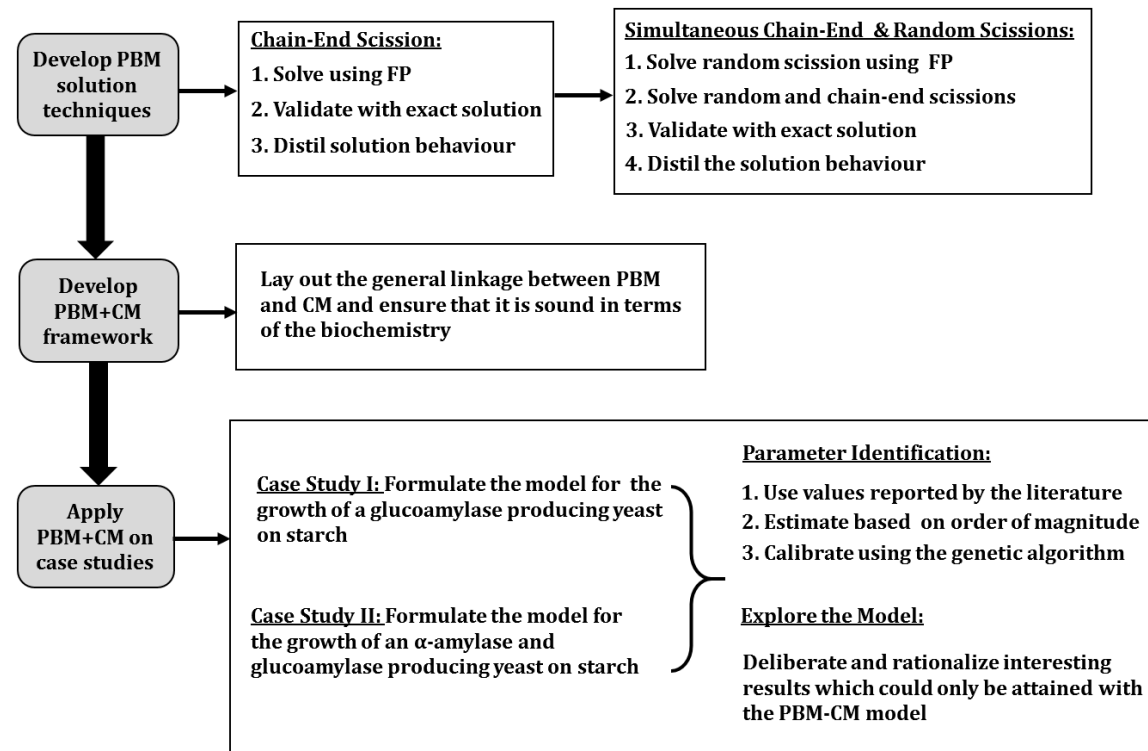 Develop PBM
solution
techniques
Chain-End Scission:
1. Solve using FP
2. Validate with exact solution
3. Distil solution behaviour
Simultaneous Chain-End & Random Scissions:
1. Solve random scission using FP
2. Solve random and chain-end scissions
3. Validate with exact solution
4. Distil the solution behaviour
Develop
PBM+CM
framework
Lay out the general linkage between PBM
and CM and ensure that it is sound in terms
of the biochemistry
Apply
PBM+CM on
case studies
Case Study I: Formulate the model for the
growth of a glucoamylase producing yeast
on starch
Case Study II: Formulate the model for
the growth of an α-amylase and
glucoamylase producing yeast on starch
Parameter Identification:
1. Use values reported by the literature
2. Estimate based on order of magnitude
3. Calibrate using the genetic algorithm
Explore the Model:
Deliberate and rationalize interesting
results which could only be attained with
the PBM-CM model